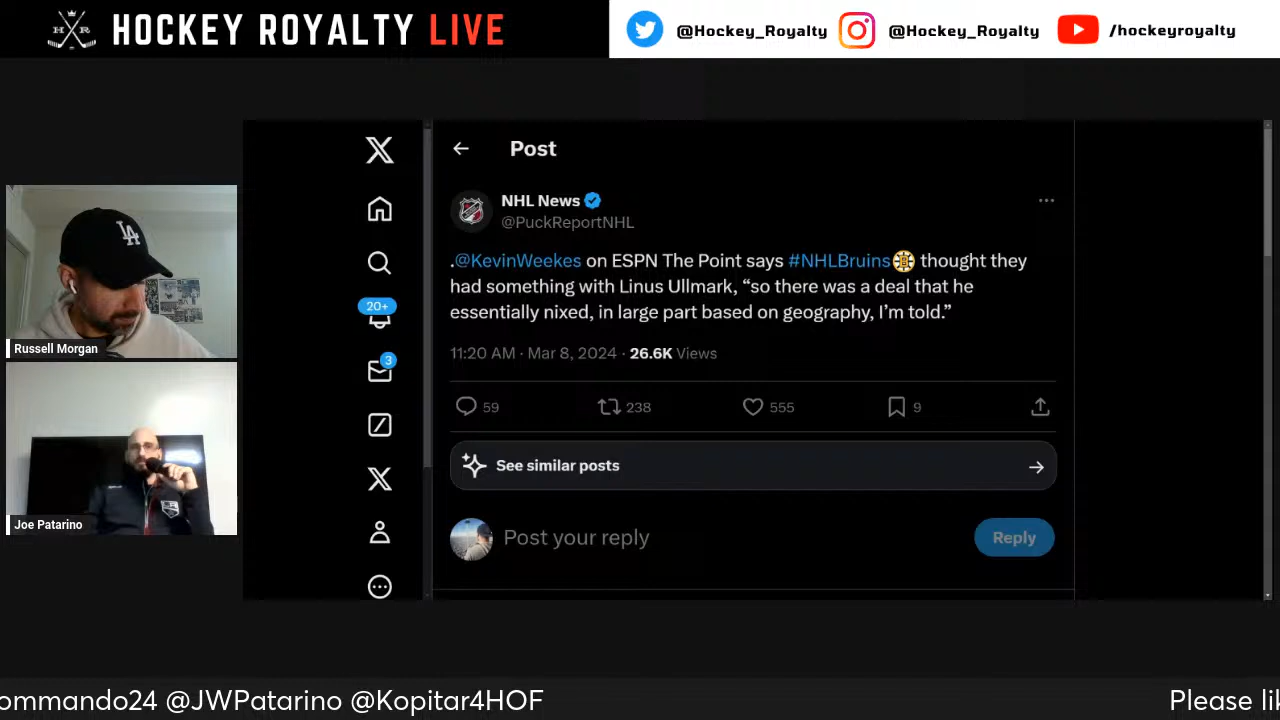 HR
HOCKEY ROYALTY LIVE
@Hockey_Royalty
@Hockey_Royalty
/hockeyroyalty
Post
NHL News
@PuckReportNHL
.@KevinWeekes on ESPN The Point says #NHLBruins thought they
had something with Linus Ullmark, “so there was a deal that he
essentially nixed, in large part based on geography, I’m told.”
11:20 AM · Mar 8, 2024 · 26.6K Views
59
238
555
9
See similar posts
Post your reply
Reply
20+
3
LA
Russell Morgan
Joe Patarino
ommando24 @JWPatarino @Kopitar4HOF
Please li